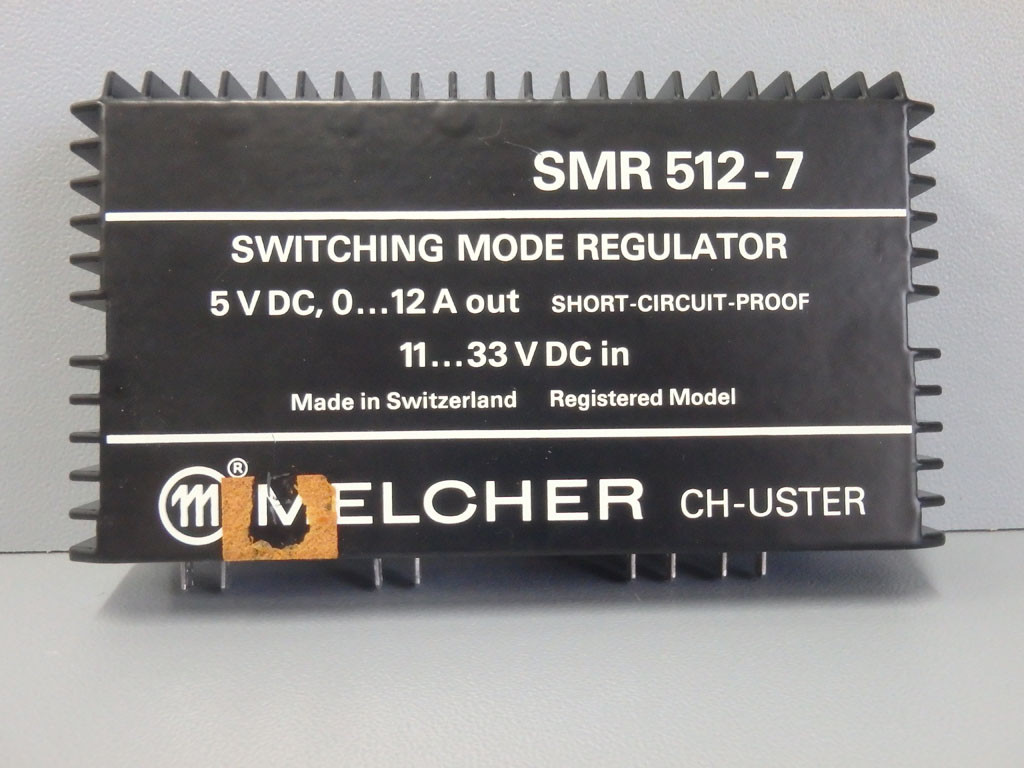 SMR 512-7
SWITCHING MODE REGULATOR
5 V DC, 0...12 A out SHORT-CIRCUIT-PROOF
11...33 V DC in
Made in Switzerland Registered Model
m ® MELCHER CH-USTER